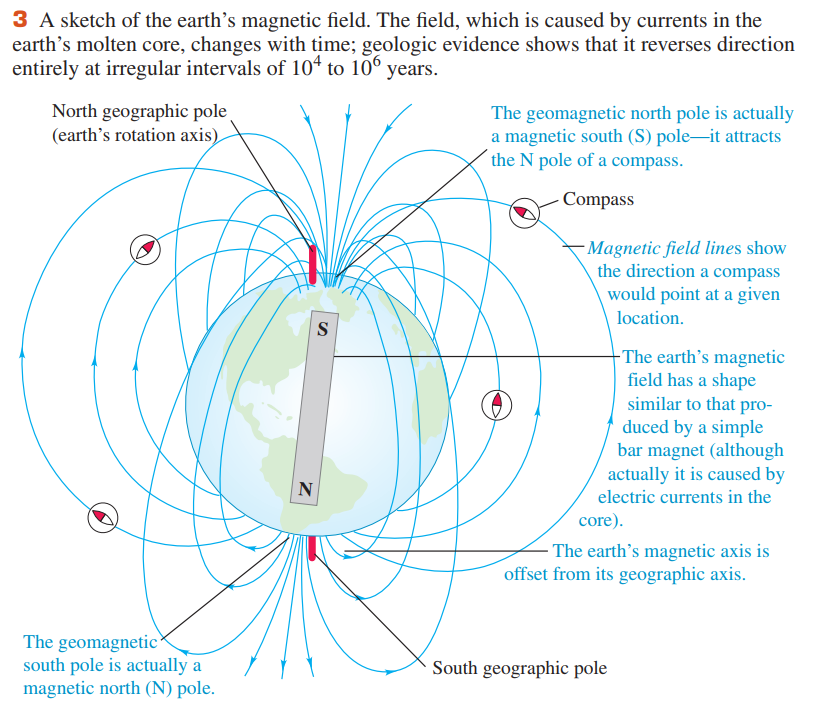 3 A sketch of the earth’s magnetic field. The field, which is caused by currents in the
earth’s molten core, changes with time; geologic evidence shows that it reverses direction
entirely at irregular intervals of 10⁴ to 10⁶ years.
North geographic pole
(earth’s rotation axis)
The geomagnetic north pole is actually
a magnetic south (S) pole—it attracts
the N pole of a compass.
Compass
Magnetic field lines show
the direction a compass
would point at a given
location.
S
The earth’s magnetic
field has a shape
similar to that pro-
duced by a simple
bar magnet (although
actually it is caused by
electric currents in the
core).
N
The earth’s magnetic axis is
offset from its geographic axis.
The geomagnetic
south pole is actually a
magnetic north (N) pole.
South geographic pole